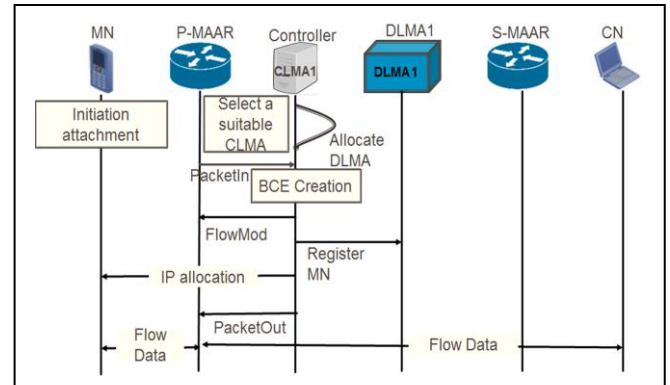 MN
P-MAAR
Controller
DLMA1
S-MAAR
CN
CLMA1
DLMA1
Initiation
attachment
Select a
suitable
CLMA
Allocate
DLMA
PacketIn
BCE Creation
FlowMod
Register
MN
IP allocation
PacketOut
Flow
Data
Flow Data